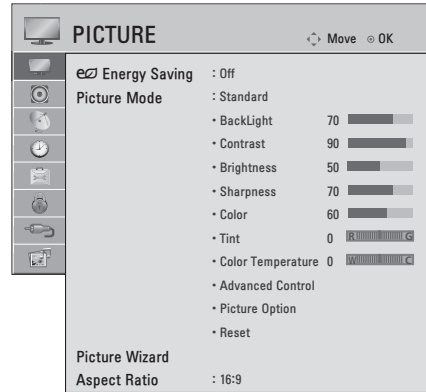 PICTURE Move OK
Energy Saving : Off
Picture Mode : Standard
• BackLight 70
• Contrast 90
• Brightness 50
• Sharpness 70
• Color 60
• Tint 0 R G
• Color Temperature 0 W C
• Advanced Control
• Picture Option
• Reset
Picture Wizard
Aspect Ratio : 16:9